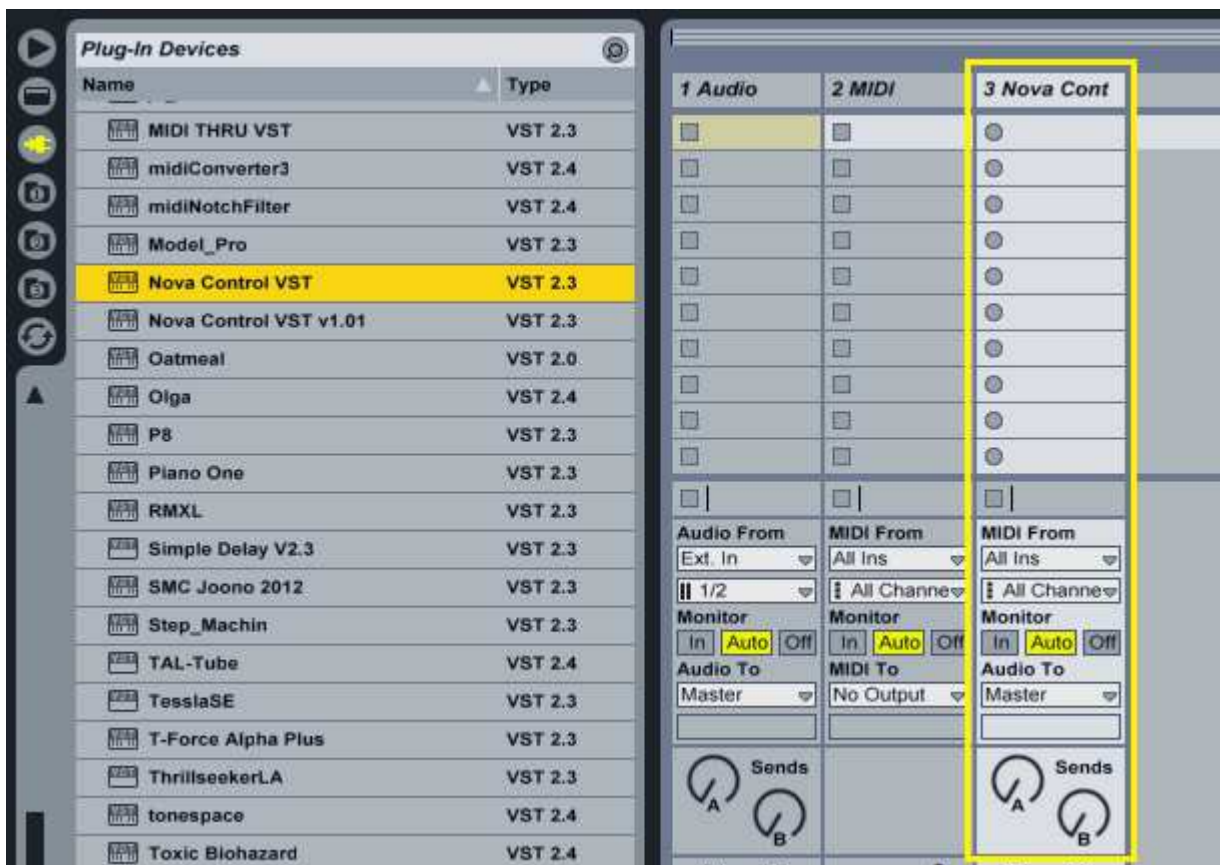 Plug-In Devices
Name Type
MIDI THRU VST VST 2.3
midiConverter3 VST 2.4
midiNotchFilter VST 2.4
Model_Pro VST 2.3
Nova Control VST VST 2.3
Nova Control VST v1.01 VST 2.3
Oatmeal VST 2.0
Olga VST 2.4
P8 VST 2.3
Piano One VST 2.3
RMXL VST 2.3
Simple Delay V2.3 VST 2.3
SMC Joono 2012 VST 2.3
Step_Machin VST 2.3
TAL-Tube VST 2.4
TesslaSE VST 2.3
T-Force Alpha Plus VST 2.3
ThrillseekerLA VST 2.3
tonespace VST 2.4
Toxic Biohazard VST 2.4
1 Audio 2 MIDI 3 Nova Cont
Audio From MIDI From MIDI From
Ext. In All Ins All Ins
1/2 All Channe All Channe
Monitor Monitor Monitor
In Auto Off In Auto Off In Auto Off
Audio To MIDI To Audio To
Master No Output Master
Sends Sends
A A
B B